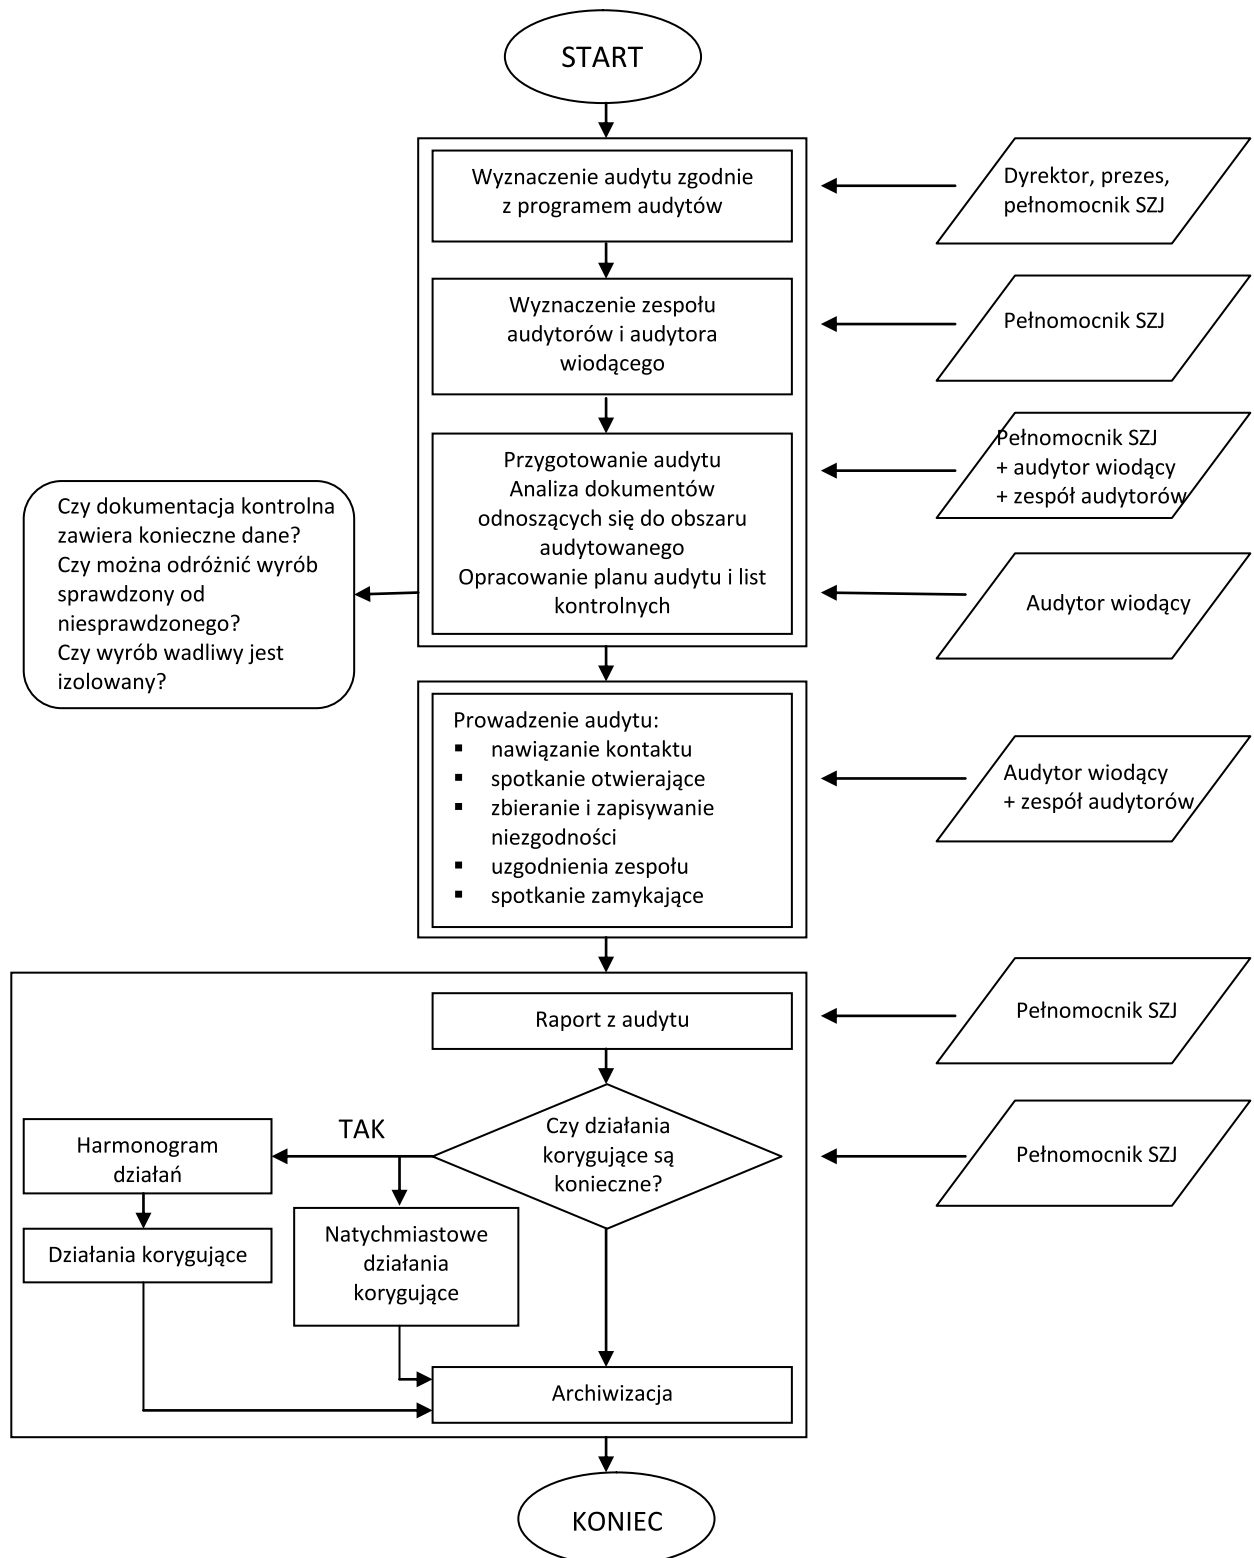 START
Wyznaczenie audytu zgodnie
z programem audytów
Dyrektor, prezes,
pełnomocnik SZJ
Wyznaczenie zespołu
audytorów i audytora
wiodącego
Pełnomocnik SZJ
Przygotowanie audytu
Analiza dokumentów
odnoszących się do obszaru
audytowanego
Opracowanie planu audytu i list
kontrolnych
Pełnomocnik SZJ
+ audytor wiodący
+ zespół audytorów
Audytor wiodący
Czy dokumentacja kontrolna
zawiera konieczne dane?
Czy można odróżnić wyrób
sprawdzony od
niesprawdzonego?
Czy wyrób wadliwy jest
izolowany?
Prowadzenie audytu:
▪ nawiązanie kontaktu
▪ spotkanie otwierające
▪ zbieranie i zapisywanie
niezgodności
▪ uzgodnienia zespołu
▪ spotkanie zamykające
Audytor wiodący
+ zespół audytorów
Raport z audytu
Pełnomocnik SZJ
Czy działania
korygujące są
konieczne?
Pełnomocnik SZJ
TAK
Harmonogram
działań
Działania korygujące
Natychmiastowe
działania
korygujące
Archiwizacja
KONIEC